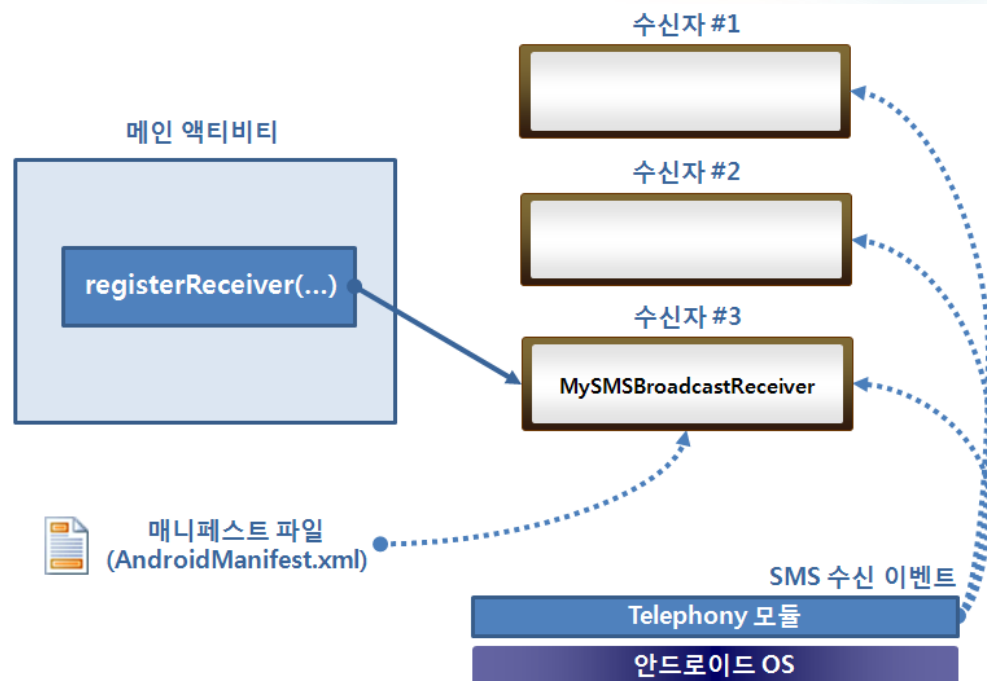 수신자 #1
메인 액티비티
수신자 #2
registerReceiver(...)
수신자 #3
MySMSBroadcastReceiver
매니페스트 파일
(AndroidManifest.xml)
SMS 수신 이벤트
Telephony 모듈
안드로이드 OS